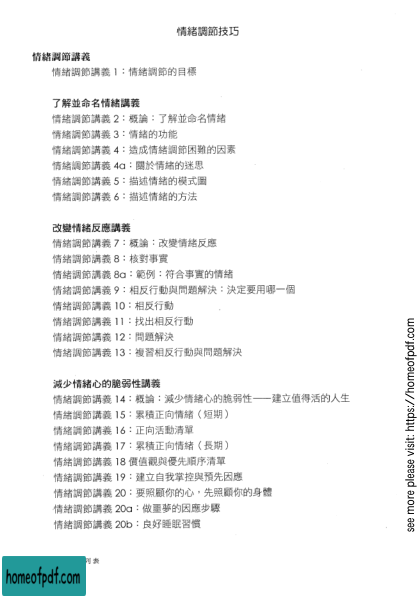 情緒調節技巧
情緒調節講義
情緒調節講義 1：情緒調節的目標
了解並命名情緒講義
情緒調節講義 2：概論：了解並命名情緒
情緒調節講義 3：情緒的功能
情緒調節講義 4：造成情緒調節困難的因素
情緒調節講義 4a：關於情緒的迷思
情緒調節講義 5：描述情緒的模式圖
情緒調節講義 6：描述情緒的方法
改變情緒反應講義
情緒調節講義 7：概論：改變情緒反應
情緒調節講義 8：核對事實
情緒調節講義 8a：範例：符合事實的情緒
情緒調節講義 9：相反行動與問題解決：決定要用哪一個
情緒調節講義 10：相反行動
情緒調節講義 11：找出相反行動
情緒調節講義 12：問題解決
情緒調節講義 13：複習相反行動與問題解決
減少情緒心的脆弱性講義
情緒調節講義 14：概論：減少情緒心的脆弱性——建立值得活的人生
情緒調節講義 15：累積正向情緒（短期）
情緒調節講義 16：正向活動清單
情緒調節講義 17：累積正向情緒（長期）
情緒調節講義 18 價值觀與優先順序清單
情緒調節講義 19：建立自我掌控與預先因應
情緒調節講義 20：要照顧你的心，先照顧你的身體
情緒調節講義 20a：做噩夢的因應步驟
情緒調節講義 20b：良好睡眠習慣
列表
homeofpdf.com
see more please visit: https://homeofpdf.com